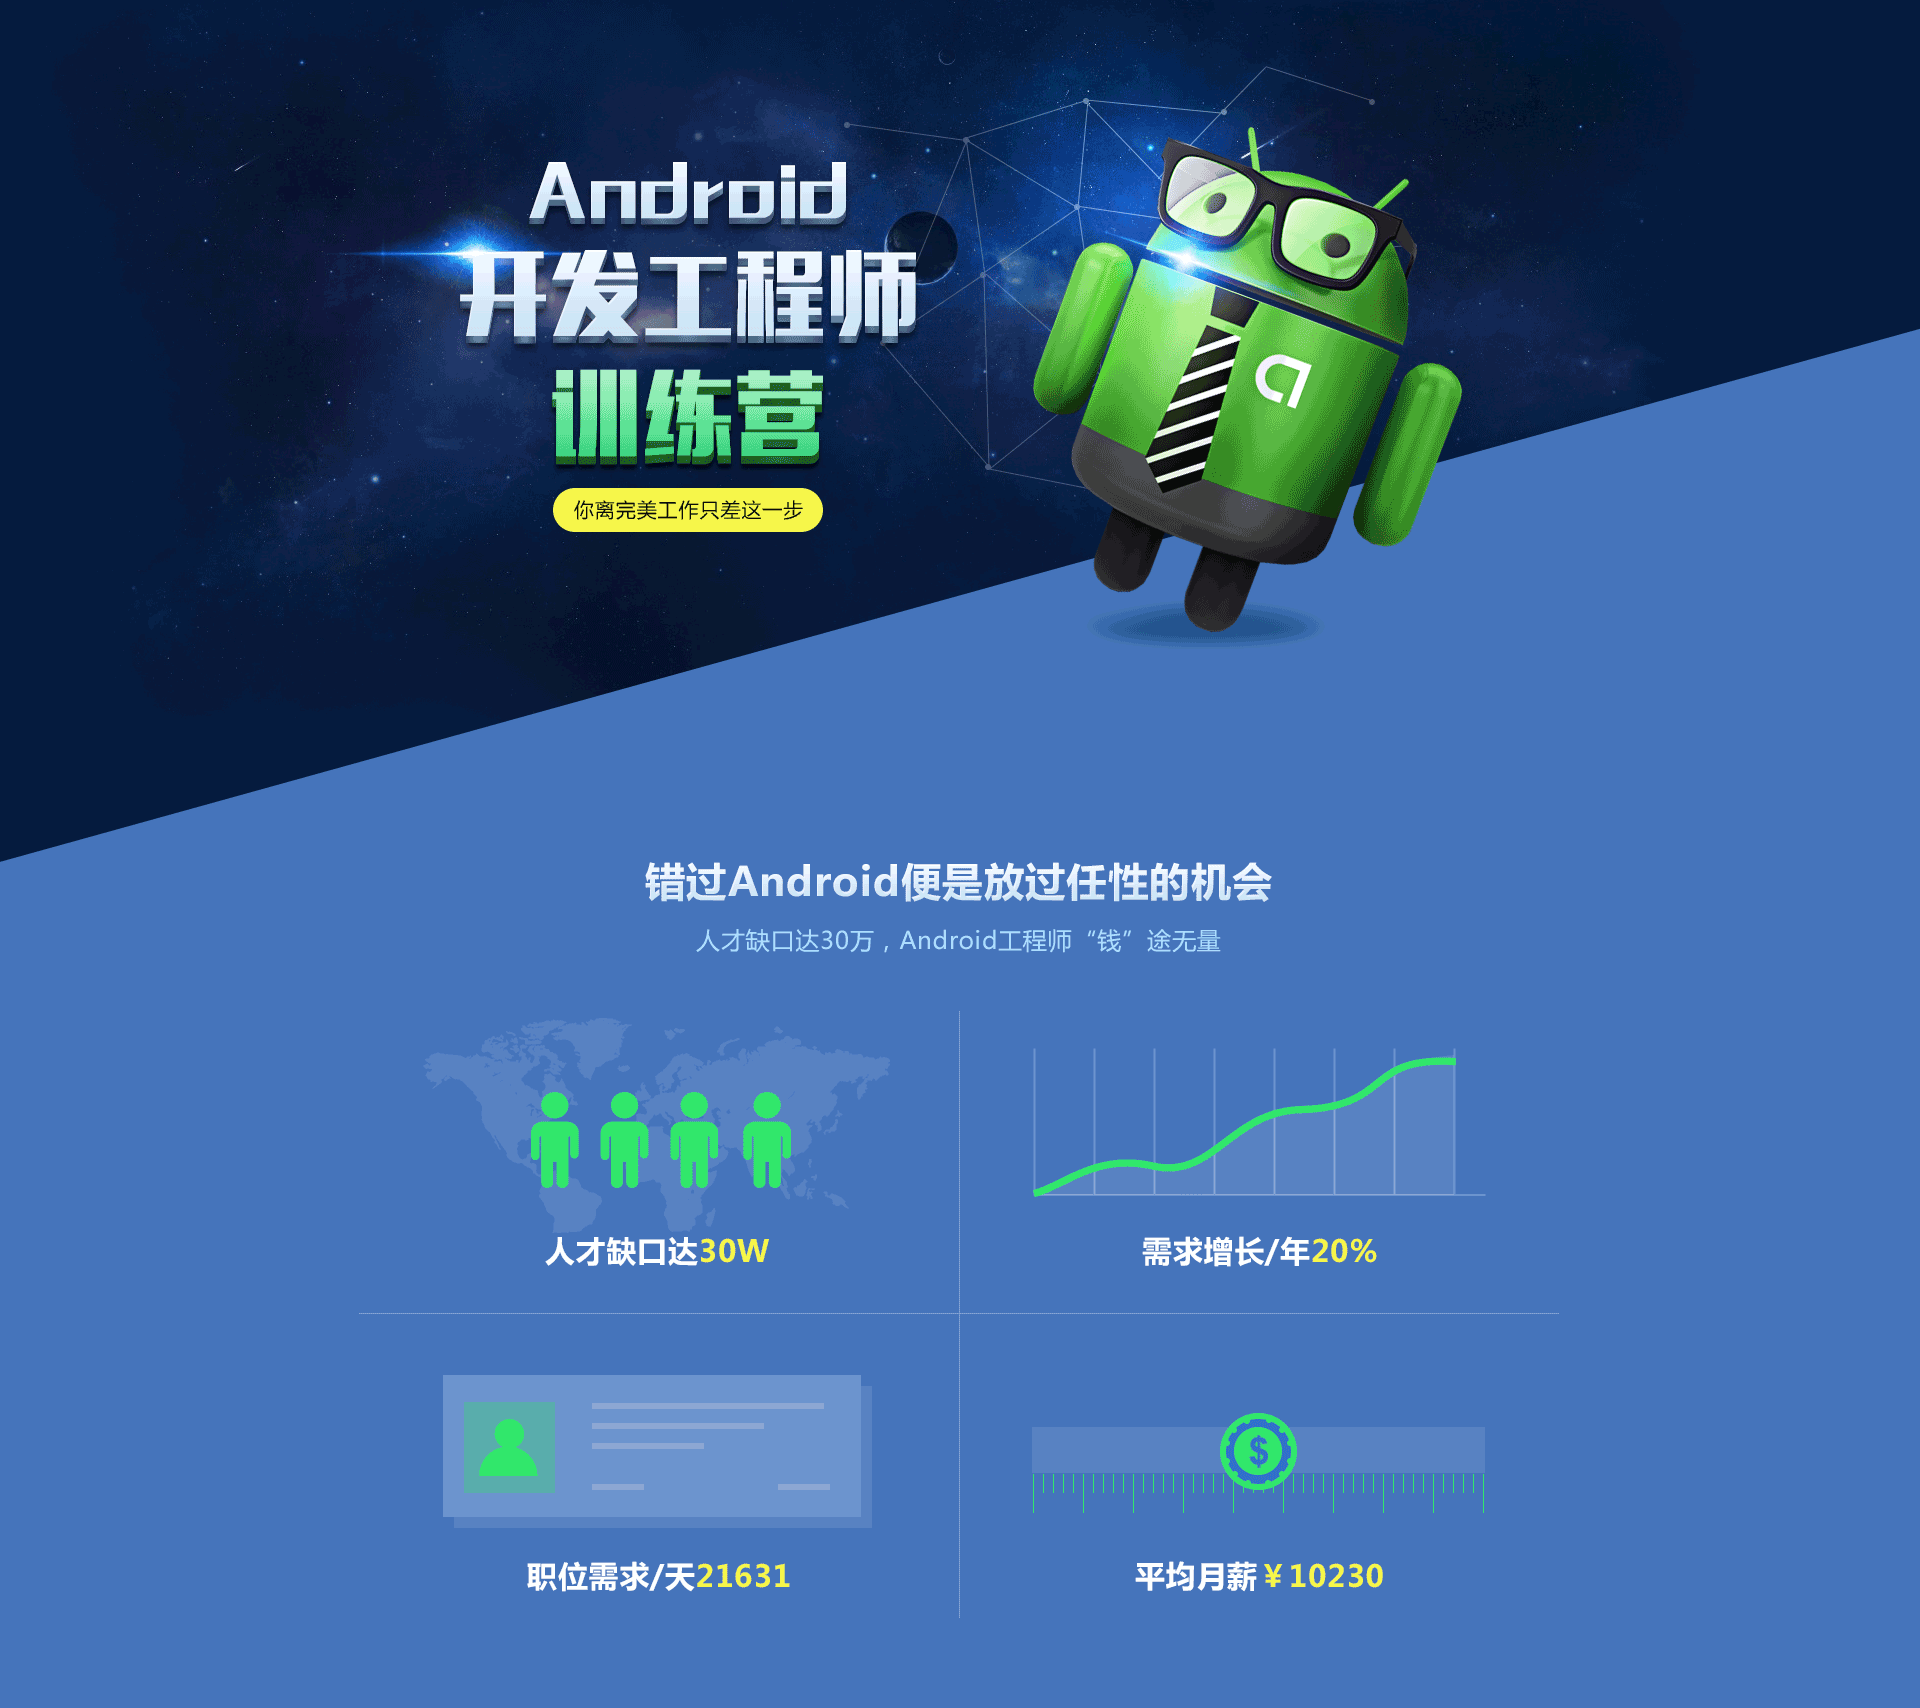 Android
开发工程师
训练营
你离完美工作只差这一步
错过Android便是放过任性的机会
人才缺口达30万，Android工程师“钱”途无量
人才缺口达30W
需求增长/年20%
$
职位需求/天21631
平均月薪￥10230